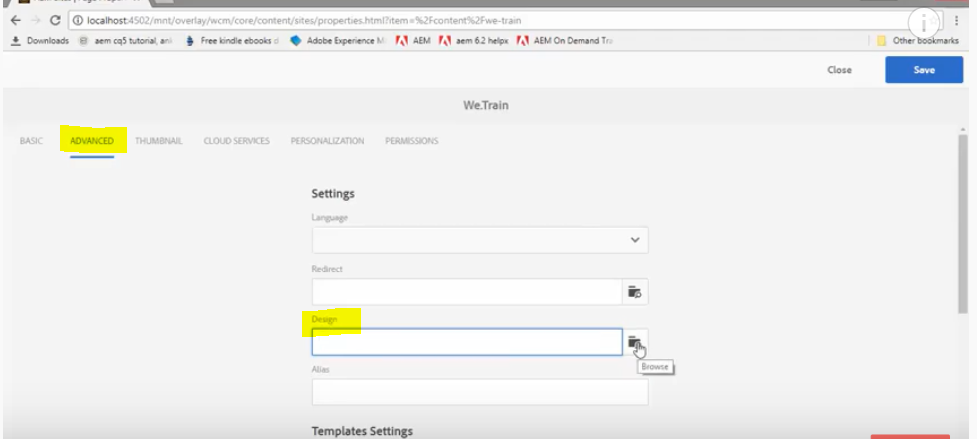 localhost:4502/mnt/overlay/wcm/core/content/sites/properties.html?item=%2Fcontent%2Fwe-train
Downloads aem cq5 tutorial, Free kindle ebooks Adobe Experience M AEM aem 6.2 helpx AEM On Demand Tra Other bookmarks
Close Save
We.Train
BASIC ADVANCED THUMBNAIL CLOUD SERVICES PERSONALIZATION PERMISSIONS
Settings
Language
Redirect
Design
Browse
Alias
Templates Settings